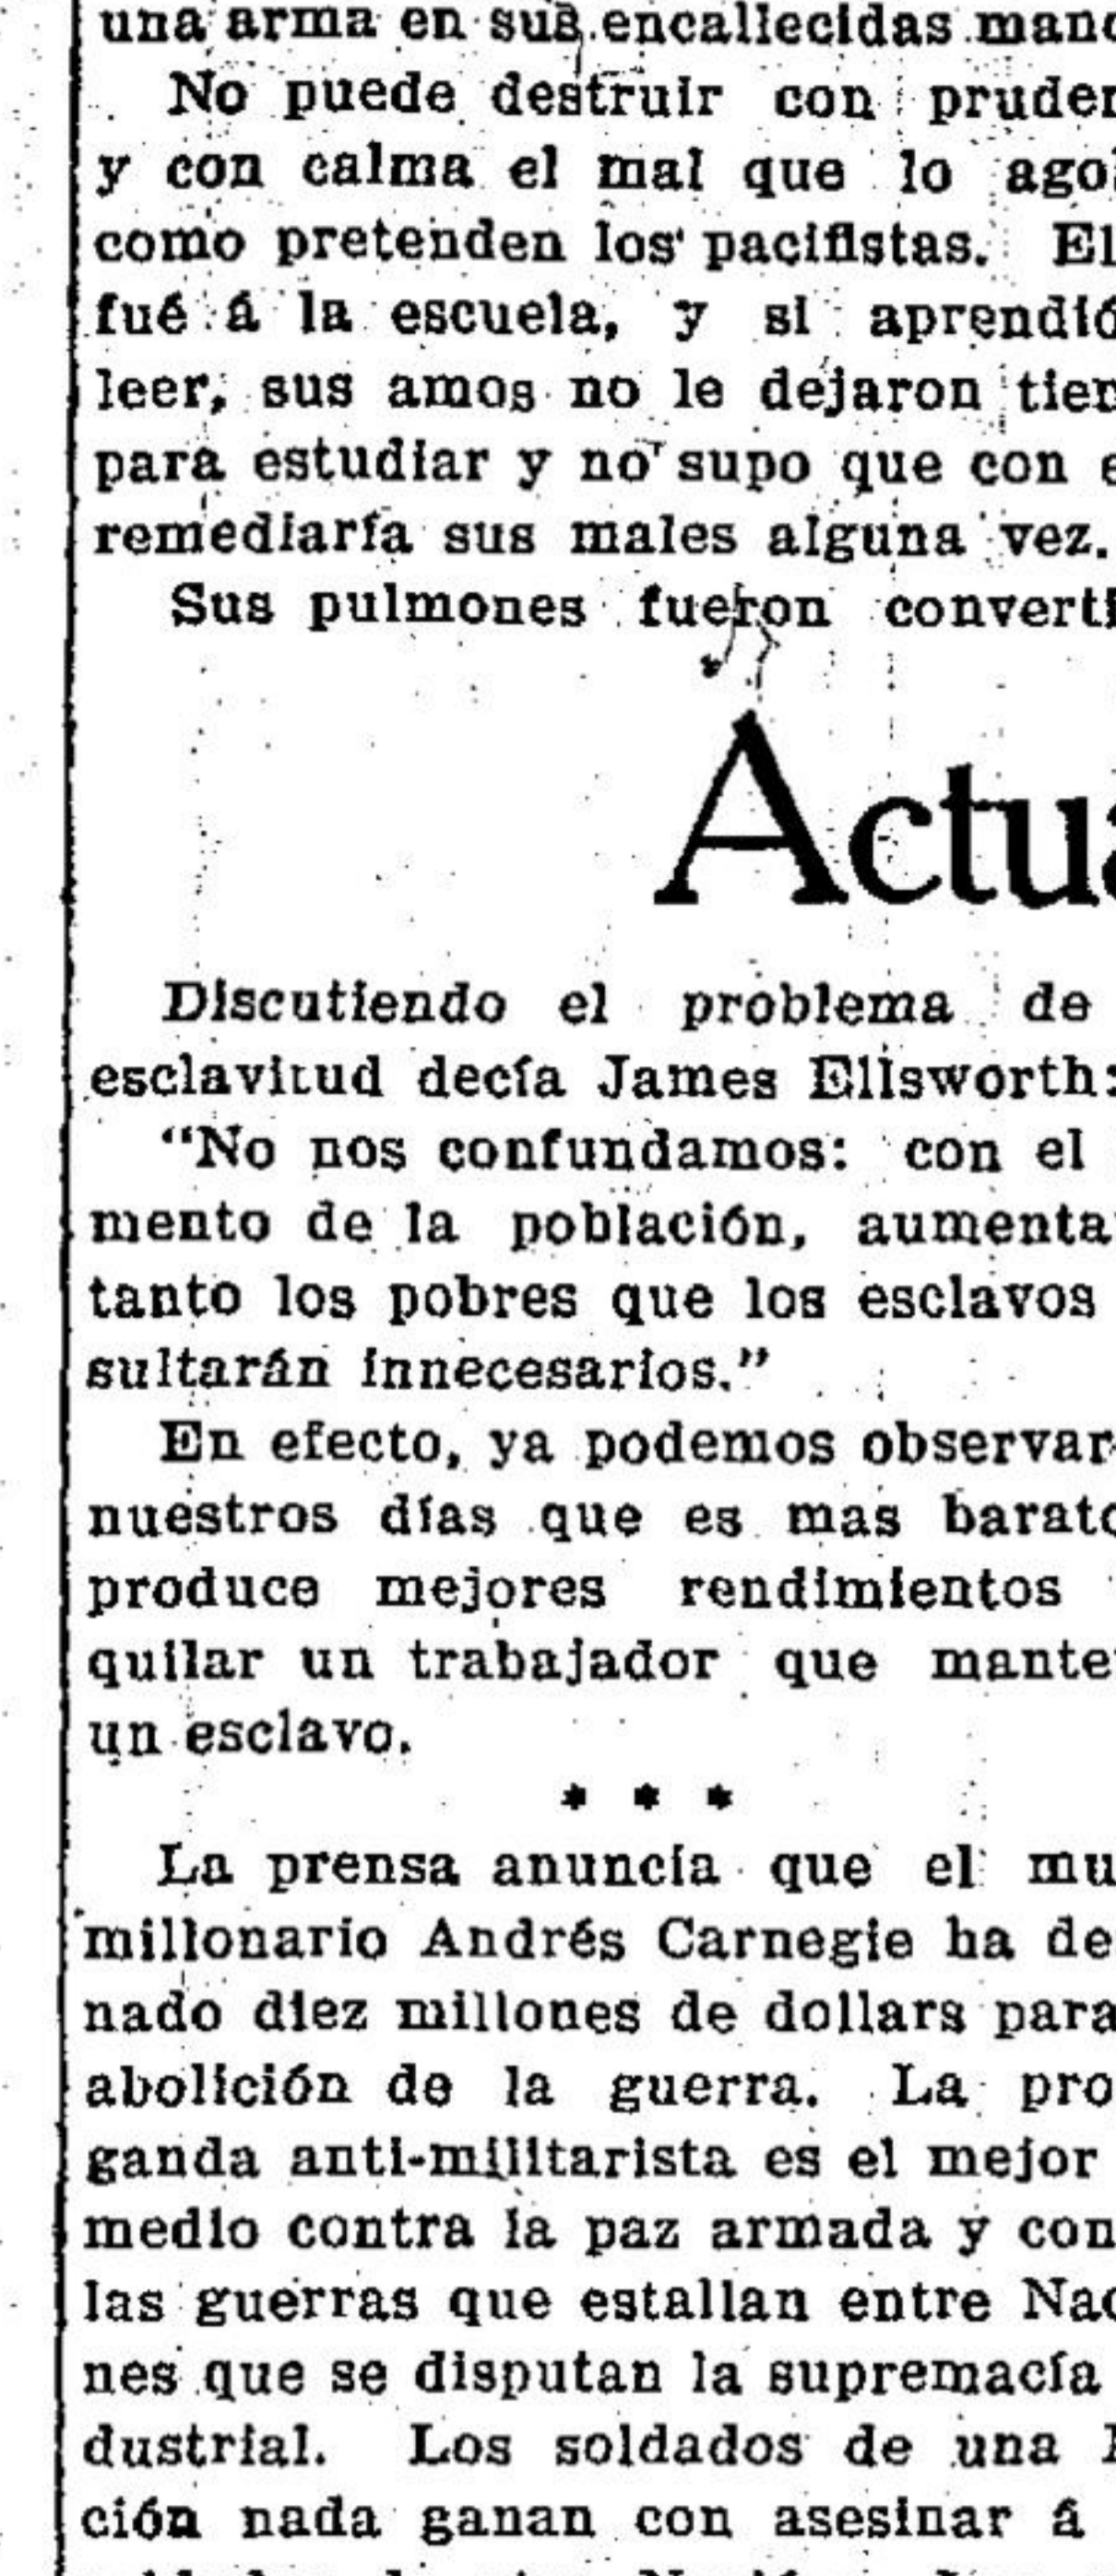 una arma en sus encallecidas mano
No puede destruir con pruden
y con calma el mal que lo ago
como pretenden los pacifistas. El
fué á la escuela, y si aprendió
leer, sus amos no le dejaron tiem
para estudiar y no supo que con e
remediaría sus males alguna vez.
Sus pulmones fueron converti
Actua
Discutiendo el problema de
esclavitud decía James Ellsworth:
“No nos confundamos: con el
mento de la población, aumenta
tanto los pobres que los esclavos
sultarán innecesarios.”
En efecto, ya podemos observar
nuestros días que es mas barato
produce mejores rendimientos
quilar un trabajador que mante
un esclavo.
* * *
La prensa anuncia que el mu
millonario Andrés Carnegie ha de
nado diez millones de dollars para
abolición de la guerra. La pro
ganda anti-militarista es el mejor
medio contra la paz armada y con
las guerras que estallan entre Nac
nes que se disputan la supremacía
dustrial. Los soldados de una
ción nada ganan con asesinar á